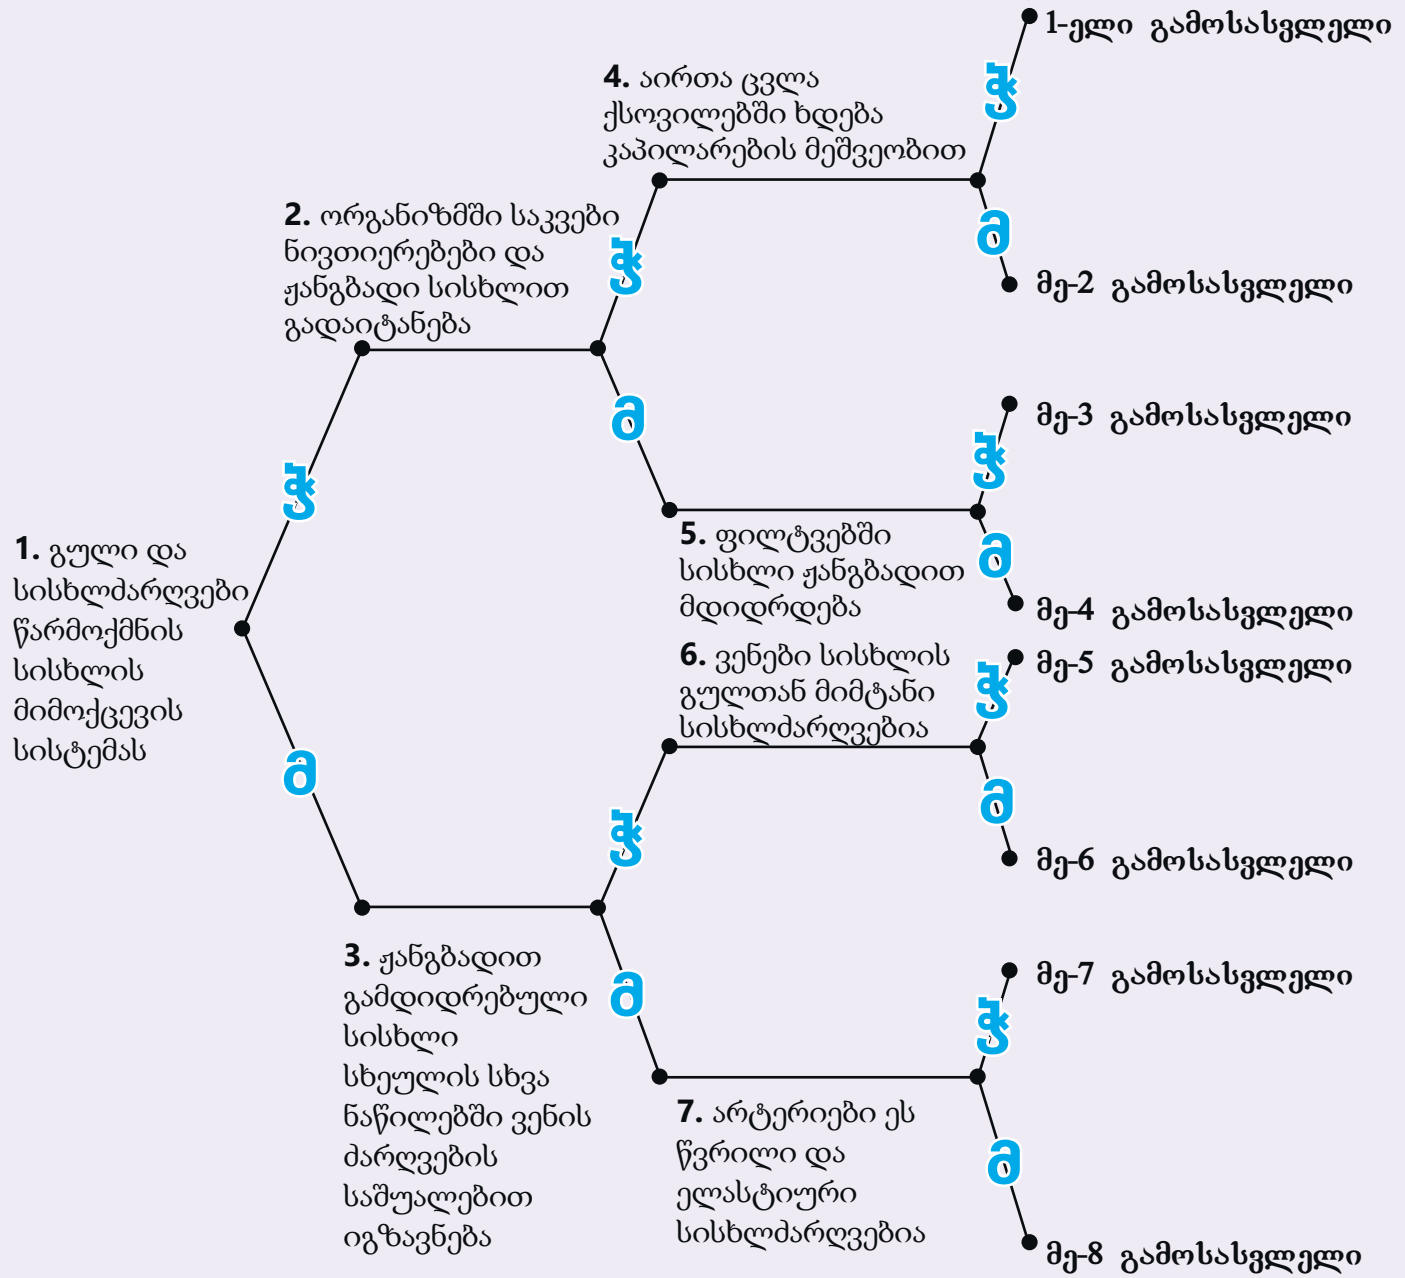 1. გული და
სისხლძარღვები
წარმოქმნის
სისხლის
მიმოქცევის
სისტემას
ჭ
მ
2. ორგანიზმში საკვები
ნივთიერებები და
ჟანგბადი სისხლით
გადაიტანება
ჭ
მ
3. ჟანგბადით
გამდიდრებული
სისხლი
სხეულის სხვა
ნაწილებში ვენის
ძარღვების
საშუალებით
იგზავნება
ჭ
მ
4. აირთა ცვლა
ქსოვილებში ხდება
კაპილარების მეშვეობით
ჭ
მ
1-ელი გამოსასვლელი
მე-2 გამოსასვლელი
5. ფილტვებში
სისხლი ჟანგბადით
მდიდრდება
ჭ
მ
მე-3 გამოსასვლელი
მე-4 გამოსასვლელი
6. ვენები სისხლის
გულთან მიმტანი
სისხლძარღვებია
ჭ
მ
მე-5 გამოსასვლელი
მე-6 გამოსასვლელი
7. არტერიები ეს
წვრილი და
ელასტიური
სისხლძარღვებია
ჭ
მ
მე-7 გამოსასვლელი
მე-8 გამოსასვლელი